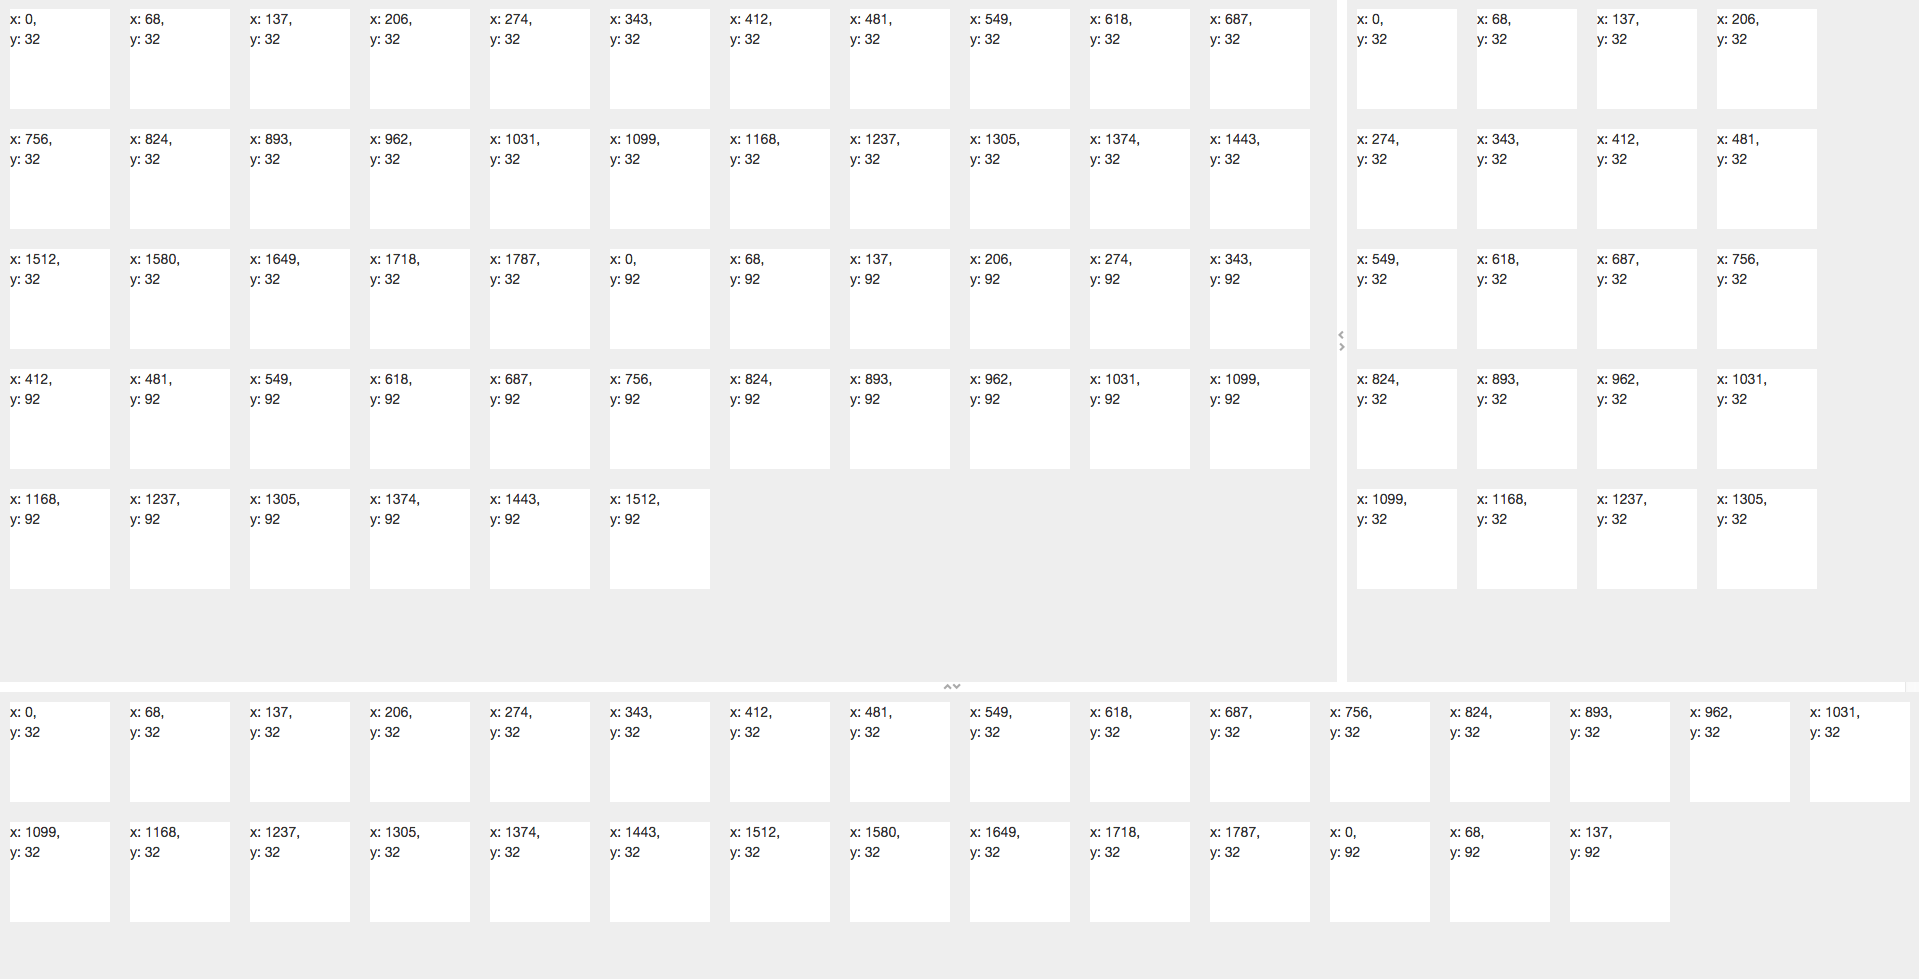 x: 0,
y: 32
x: 68,
y: 32
x: 137,
y: 32
x: 206,
y: 32
x: 274,
y: 32
x: 343,
y: 32
x: 412,
y: 32
x: 481,
y: 32
x: 549,
y: 32
x: 618,
y: 32
x: 687,
y: 32
x: 756,
y: 32
x: 824,
y: 32
x: 893,
y: 32
x: 962,
y: 32
x: 1031,
y: 32
x: 1099,
y: 32
x: 1168,
y: 32
x: 1237,
y: 32
x: 1305,
y: 32
x: 1374,
y: 32
x: 1443,
y: 32
x: 1512,
y: 32
x: 1580,
y: 32
x: 1649,
y: 32
x: 1718,
y: 32
x: 1787,
y: 32
x: 0,
y: 92
x: 68,
y: 92
x: 137,
y: 92
x: 206,
y: 92
x: 274,
y: 92
x: 343,
y: 92
x: 412,
y: 92
x: 481,
y: 92
x: 549,
y: 92
x: 618,
y: 92
x: 687,
y: 92
x: 756,
y: 92
x: 824,
y: 92
x: 893,
y: 92
x: 962,
y: 92
x: 1031,
y: 92
x: 1099,
y: 92
x: 1168,
y: 92
x: 1237,
y: 92
x: 1305,
y: 92
x: 1374,
y: 92
x: 1443,
y: 92
x: 1512,
y: 92
x: 0,
y: 32
x: 68,
y: 32
x: 137,
y: 32
x: 206,
y: 32
x: 274,
y: 32
x: 343,
y: 32
x: 412,
y: 32
x: 481,
y: 32
x: 549,
y: 32
x: 618,
y: 32
x: 687,
y: 32
x: 756,
y: 32
x: 824,
y: 32
x: 893,
y: 32
x: 962,
y: 32
x: 1031,
y: 32
x: 1099,
y: 32
x: 1168,
y: 32
x: 1237,
y: 32
x: 1305,
y: 32
x: 0,
y: 32
x: 68,
y: 32
x: 137,
y: 32
x: 206,
y: 32
x: 274,
y: 32
x: 343,
y: 32
x: 412,
y: 32
x: 481,
y: 32
x: 549,
y: 32
x: 618,
y: 32
x: 687,
y: 32
x: 756,
y: 32
x: 824,
y: 32
x: 893,
y: 32
x: 962,
y: 32
x: 1031,
y: 32
x: 1099,
y: 32
x: 1168,
y: 32
x: 1237,
y: 32
x: 1305,
y: 32
x: 1374,
y: 32
x: 1443,
y: 32
x: 1512,
y: 32
x: 1580,
y: 32
x: 1649,
y: 32
x: 1718,
y: 32
x: 1787,
y: 32
x: 0,
y: 92
x: 68,
y: 92
x: 137,
y: 92